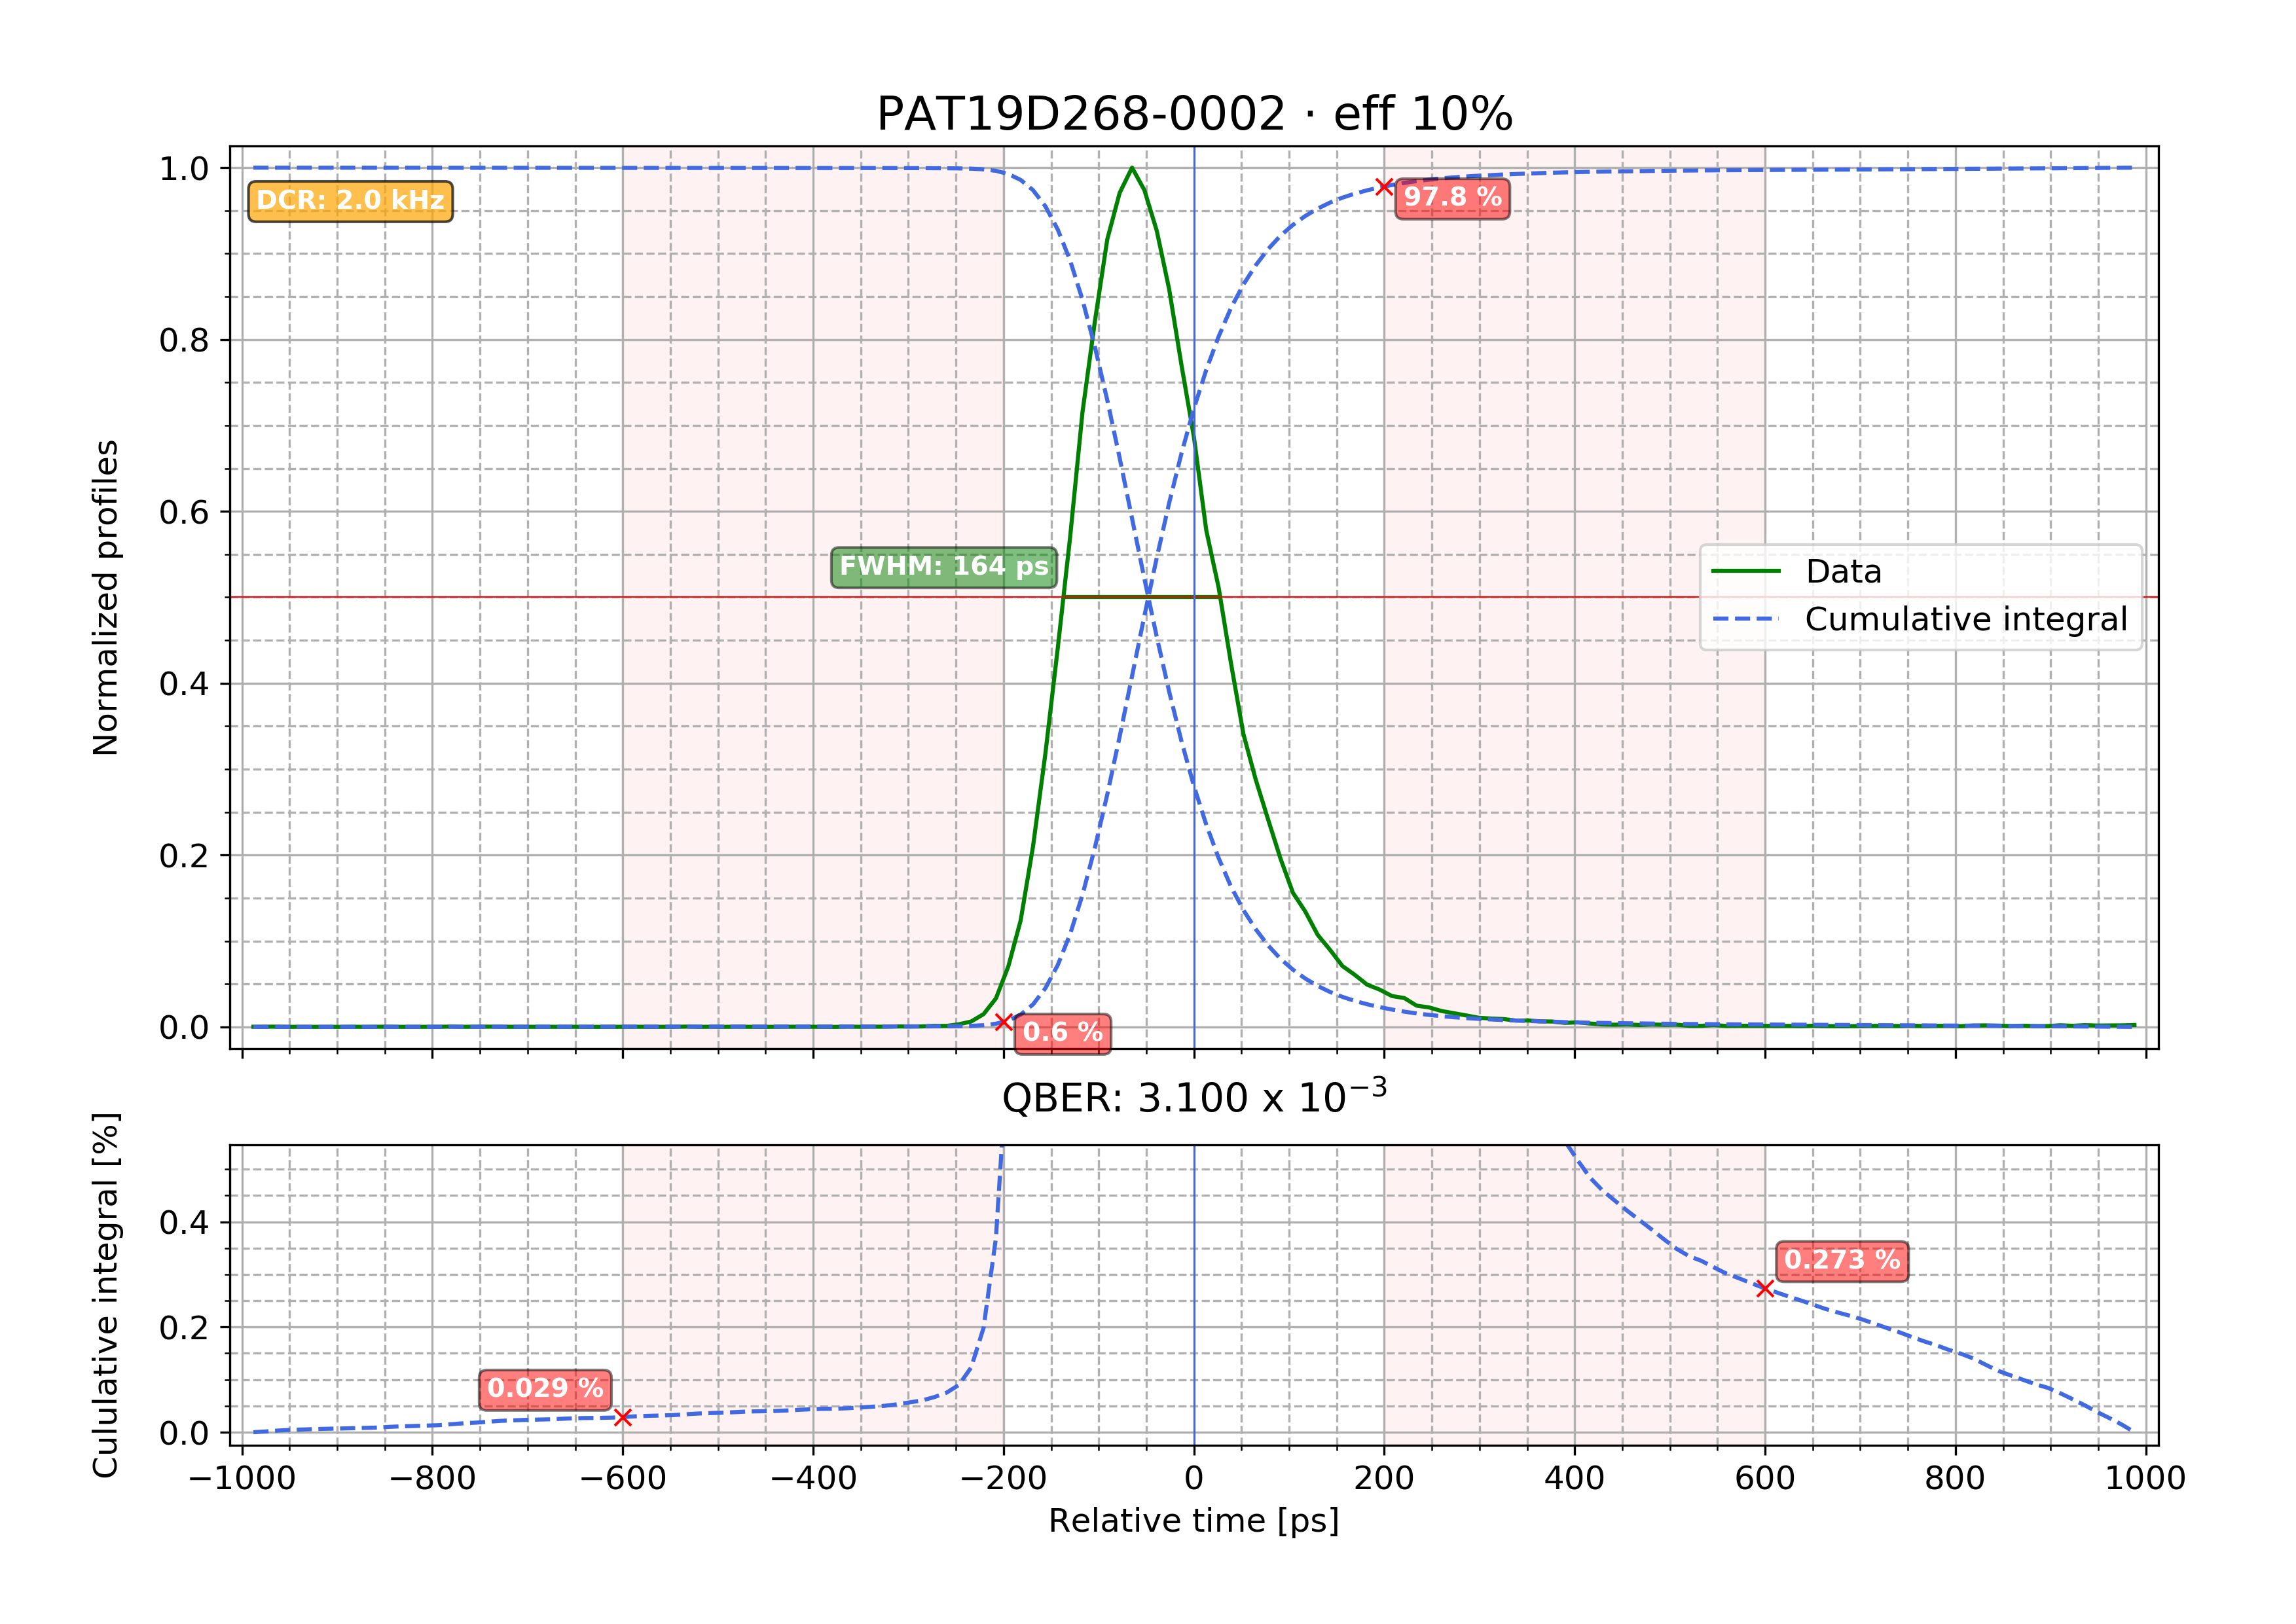 PAT19D268-0002 · eff 10%
Normalized profiles
1.0
0.8
0.6
0.4
0.2
0.0
DCR: 2.0 kHz
97.8 %
FWHM: 164 ps
Data
Cumulative integral
0.6 %
QBER: 3.100 x 10⁻³
Cululative integral [%]
0.4
0.2
0.0
0.273 %
0.029 %
−1000 −800 −600 −400 −200 0 200 400 600 800 1000
Relative time [ps]